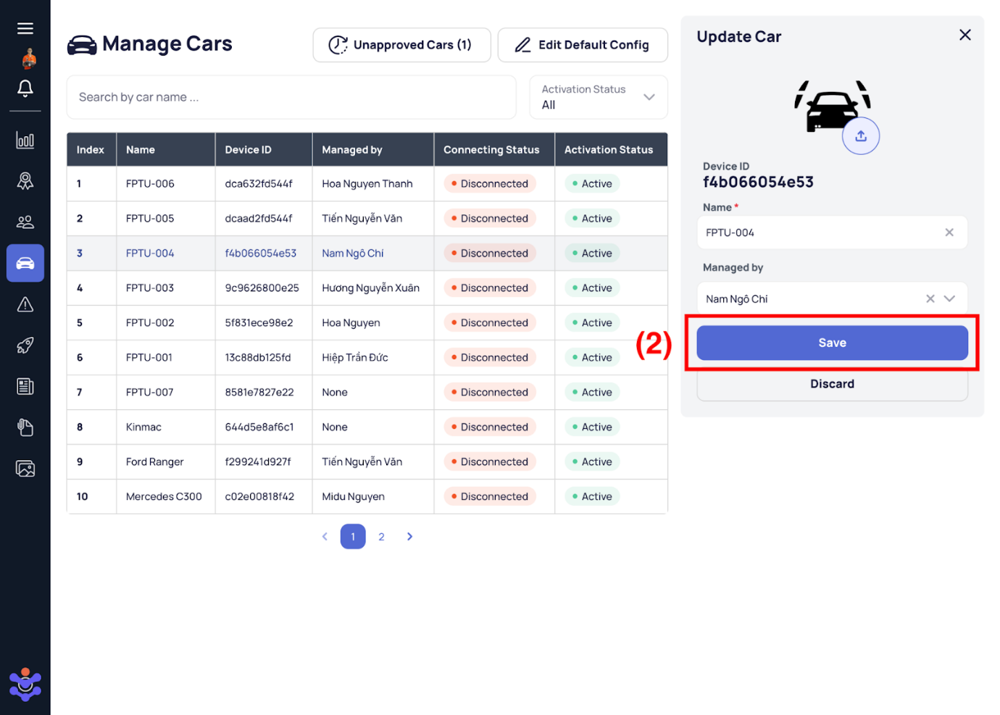 Manage Cars
Unapproved Cars (1)
Edit Default Config
Search by car name ...
Activation Status
All
Index Name Device ID Managed by Connecting Status Activation Status
1 FPTU-006 dca632fd544f Hoa Nguyen Thanh Disconnected Active
2 FPTU-005 dcaad2fd544f Tiến Nguyễn Văn Disconnected Active
3 FPTU-004 f4b066054e53 Nam Ngô Chí Disconnected Active
4 FPTU-003 9c9626800e25 Hương Nguyễn Xuân Disconnected Active
5 FPTU-002 5f831ece98e2 Hoa Nguyen Disconnected Active
6 FPTU-001 13c88db125fd Hiệp Trần Đức Disconnected Active
7 FPTU-007 8581e7827e22 None Disconnected Active
8 Kinmac 644d5e8af6c1 None Disconnected Active
9 Ford Ranger f299241d927f Tiến Nguyễn Văn Disconnected Active
10 Mercedes C300 c02e00818f42 Midu Nguyen Disconnected Active
1 2
Update Car
Device ID
f4b066054e53
Name *
FPTU-004
Managed by
Nam Ngô Chí
(2)
Save
Discard